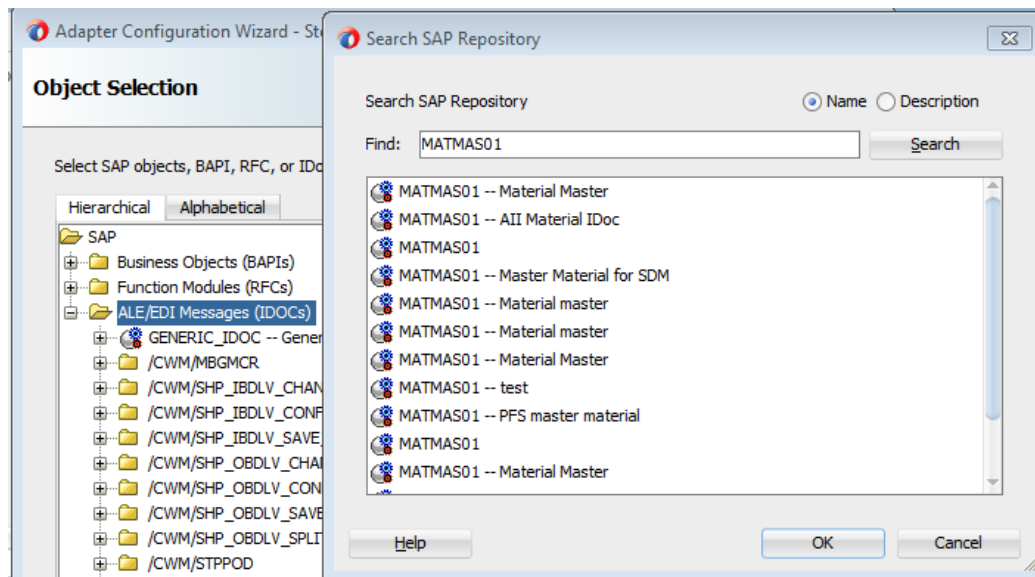 Adapter Configuration Wizard - Ste
Object Selection
Select SAP objects, BAPI, RFC, or IDo
Hierarchical
Alphabetical
SAP
Business Objects (BAPIs)
Function Modules (RFCs)
ALE/EDI Messages (IDOCs)
GENERIC_IDOC -- Gener
/CWM/MBGMCR
/CWM/SHP_IBDLV_CHAN
/CWM/SHP_IBDLV_CONF
/CWM/SHP_IBDLV_SAVE_
/CWM/SHP_OBDLV_CHA
/CWM/SHP_OBDLV_CON
/CWM/SHP_OBDLV_SAVE
/CWM/SHP_OBDLV_SPLI
/CWM/STPPOD
Search SAP Repository
Search SAP Repository
Name
Description
Find:
MATMAS01
Search
MATMAS01 -- Material Master
MATMAS01 -- AII Material IDoc
MATMAS01
MATMAS01 -- Master Material for SDM
MATMAS01 -- Material master
MATMAS01 -- Material master
MATMAS01 -- Material Master
MATMAS01 -- test
MATMAS01 -- PFS master material
MATMAS01
MATMAS01 -- Material Master
Help
OK
Cancel